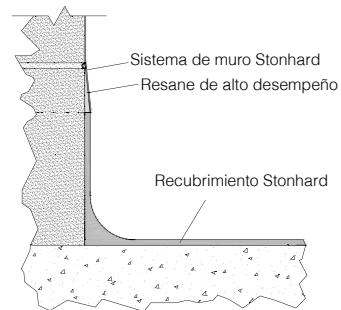 Sistema de muro Stonhard
Resane de alto desempeño
Recubrimiento Stonhard